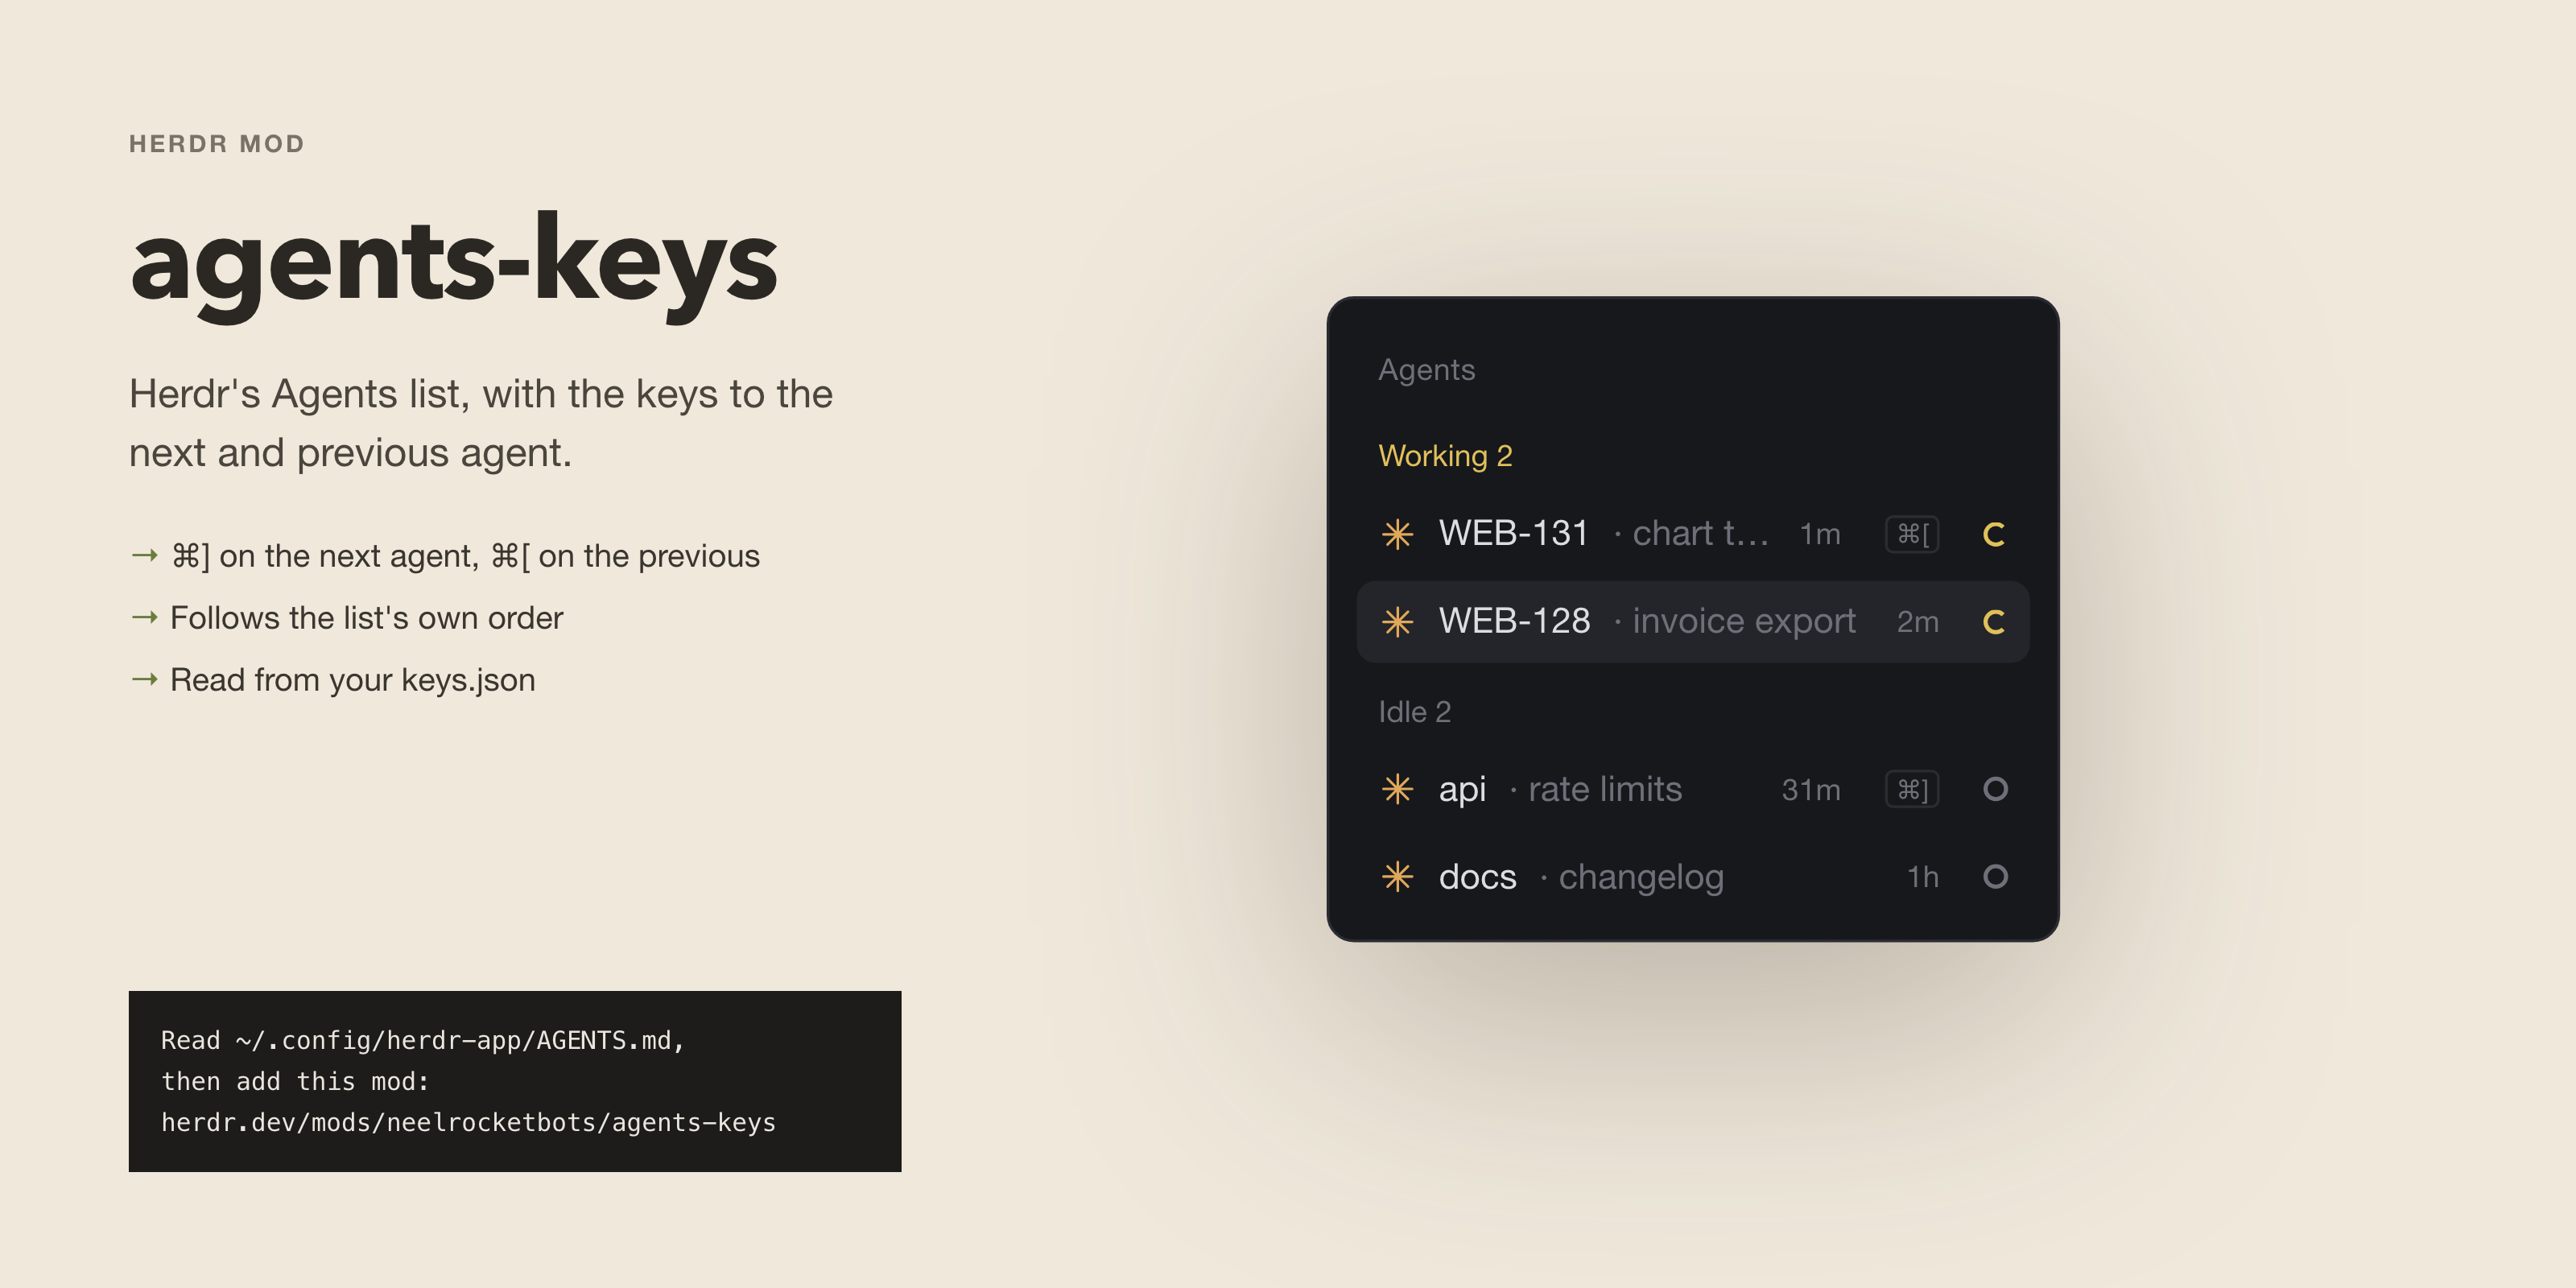 HERDR MOD
agents-keys
Herdr's Agents list, with the keys to the
next and previous agent.
→ ⌘] on the next agent, ⌘[ on the previous
→ Follows the list's own order
→ Read from your keys.json
Read ~/.config/herdr-app/AGENTS.md,
then add this mod:
herdr.dev/mods/neelrocketbots/agents-keys
Agents
Working 2
WEB-131 · chart t… 1m ⌘[
WEB-128 · invoice export 2m
Idle 2
api · rate limits 31m ⌘]
docs · changelog 1h